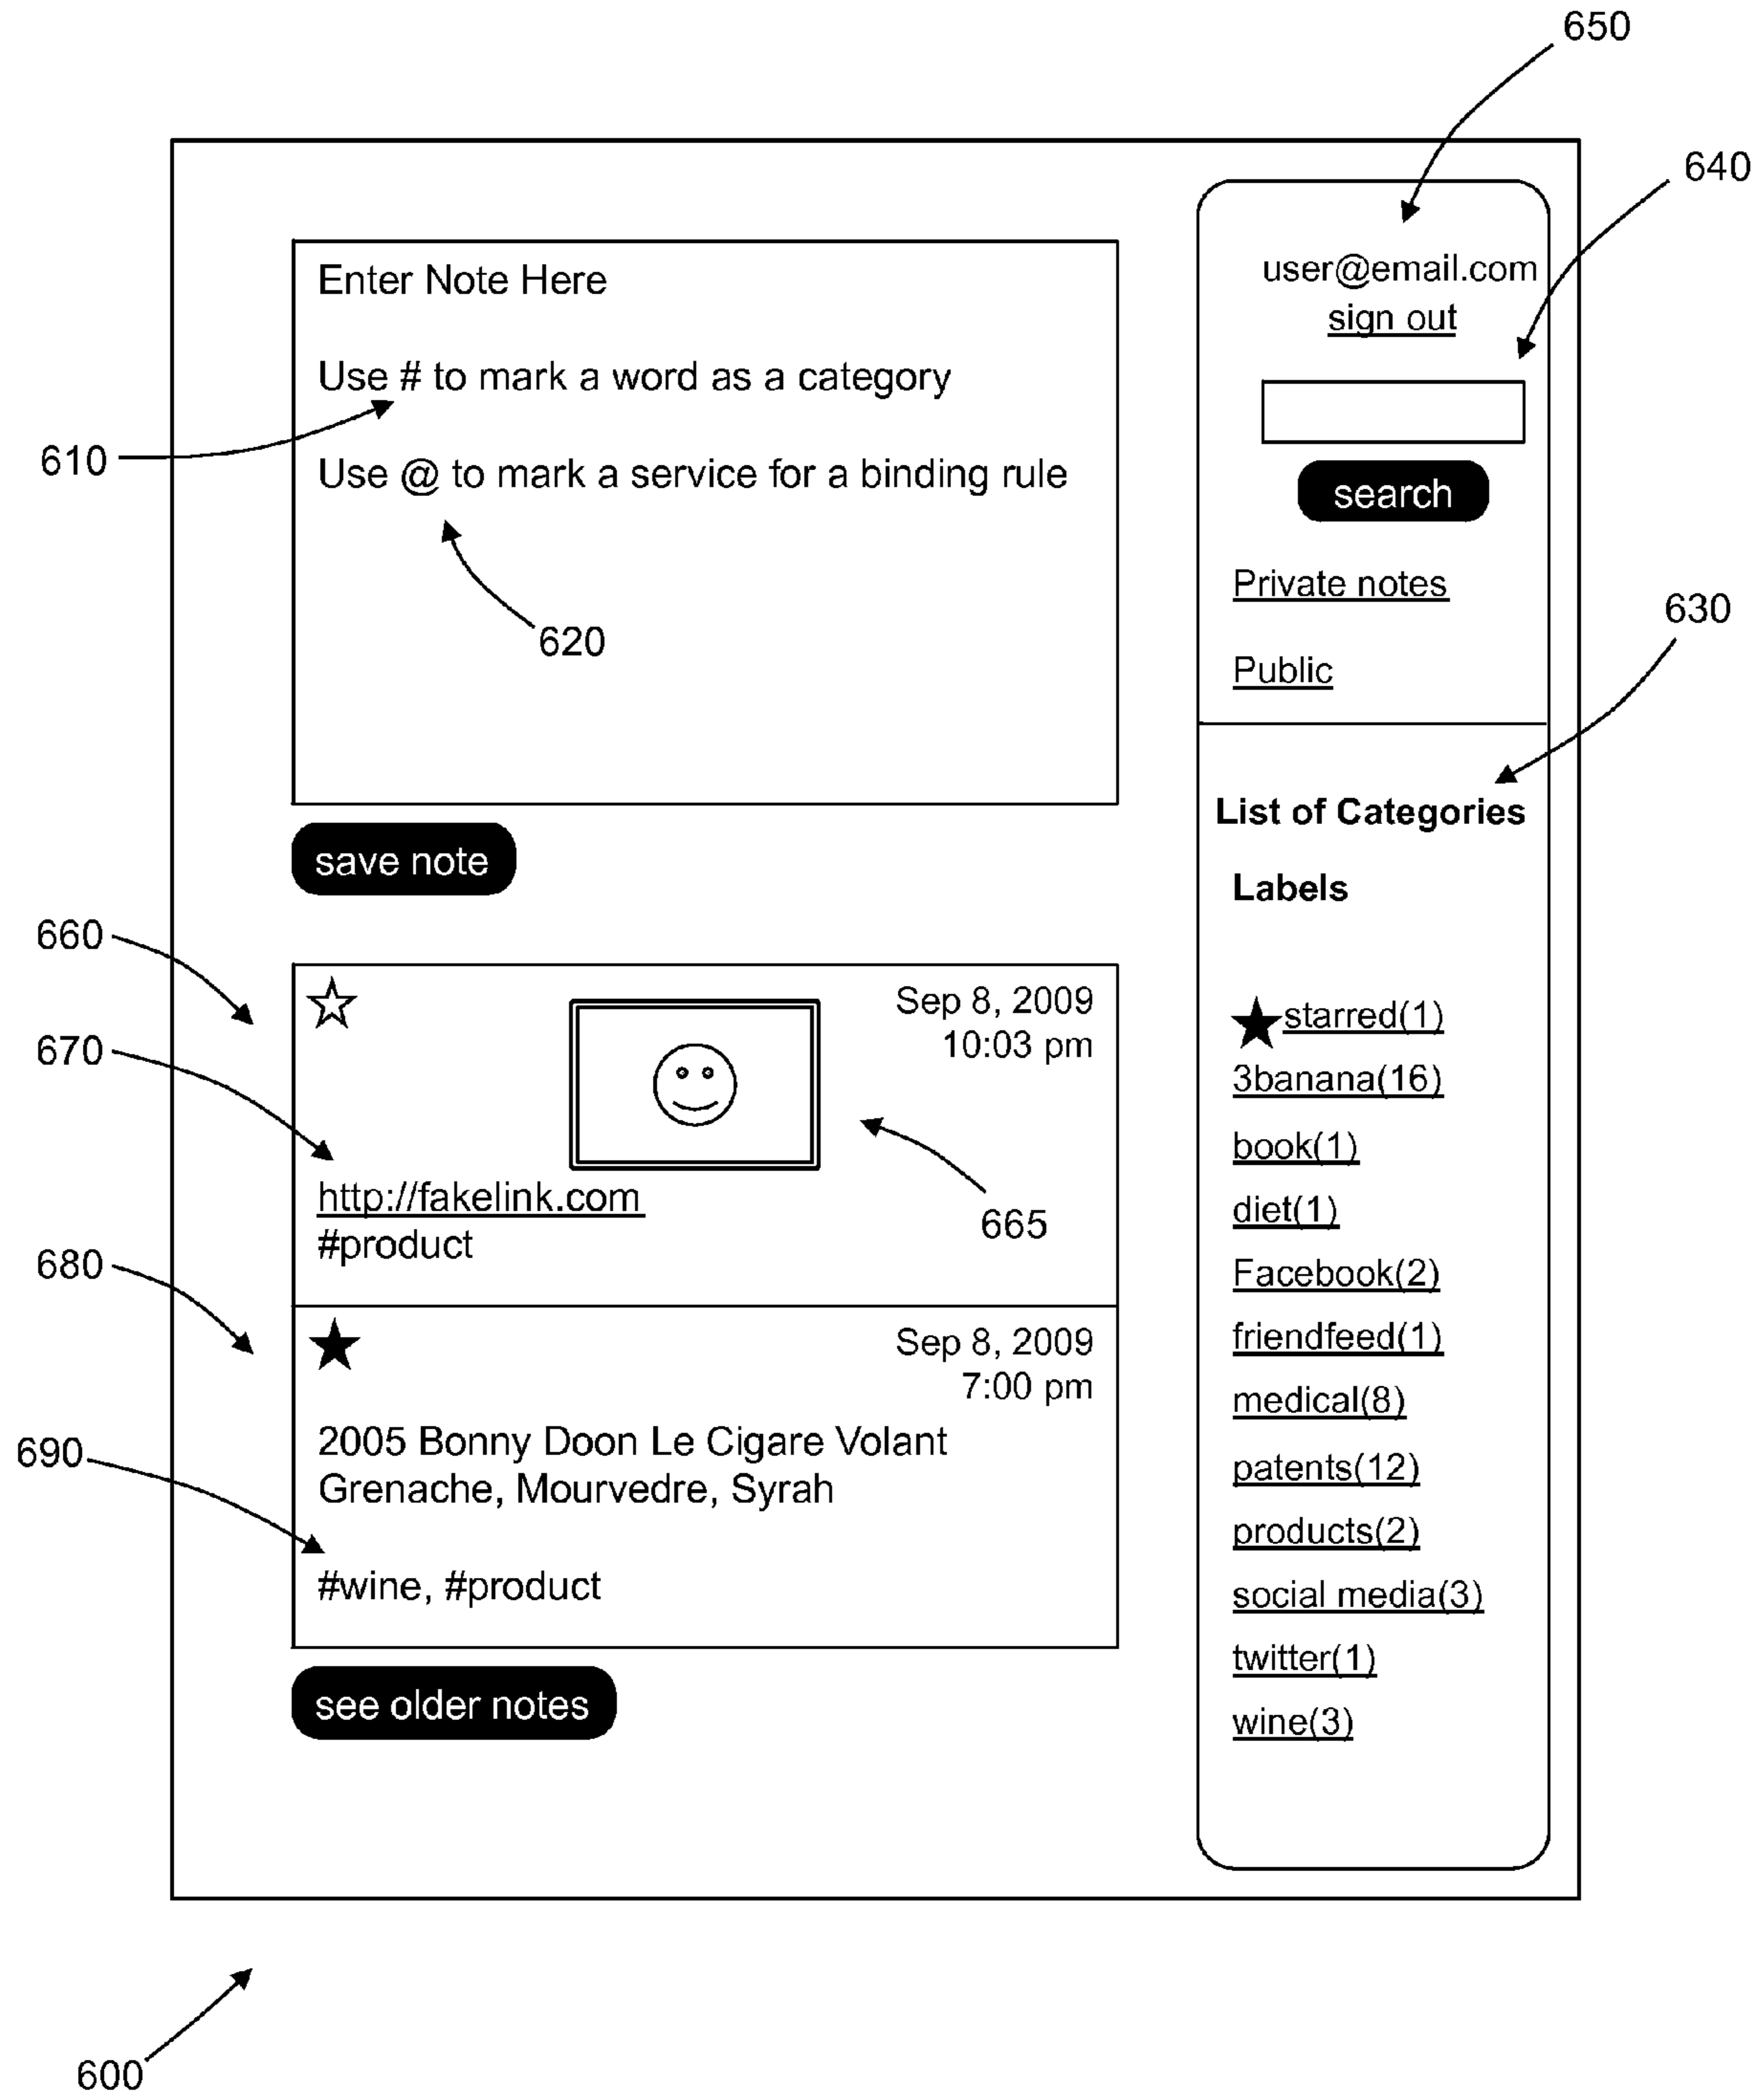 650
640
Enter Note Here
Use # to mark a word as a category
610
Use @ to mark a service for a binding rule
620
save note
user@email.com
sign out
search
Private notes
630
Public
List of Categories
Labels
starred(1)
3banana(16)
book(1)
diet(1)
Facebook(2)
friendfeed(1)
medical(8)
patents(12)
products(2)
social media(3)
twitter(1)
wine(3)
660
Sep 8, 2009
10:03 pm
670
http://fakelink.com
#product
665
680
Sep 8, 2009
7:00 pm
2005 Bonny Doon Le Cigare Volant
Grenache, Mourvedre, Syrah
690
#wine, #product
see older notes
600